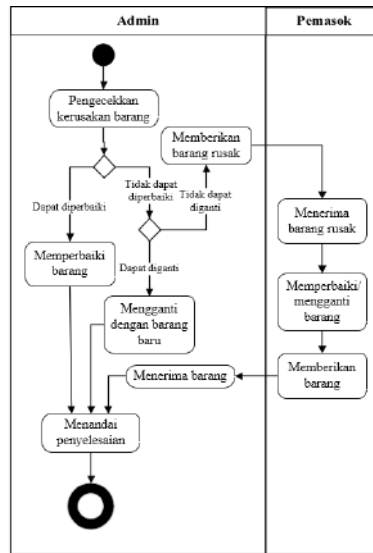 Admin
Pemasok
Pengecekkan
kerusakan barang
Memberikan
barang rusak
Tidak dapat
diperbaiki
Tidak dapat
diganti
Dapat diperbaiki
Menerima
barang rusak
Memperbaiki
barang
Dapat diganti
Memperbaiki/
mengganti
barang
Mengganti
dengan barang
baru
Memberikan
barang
Menerima barang
Menandai
penyelesaian